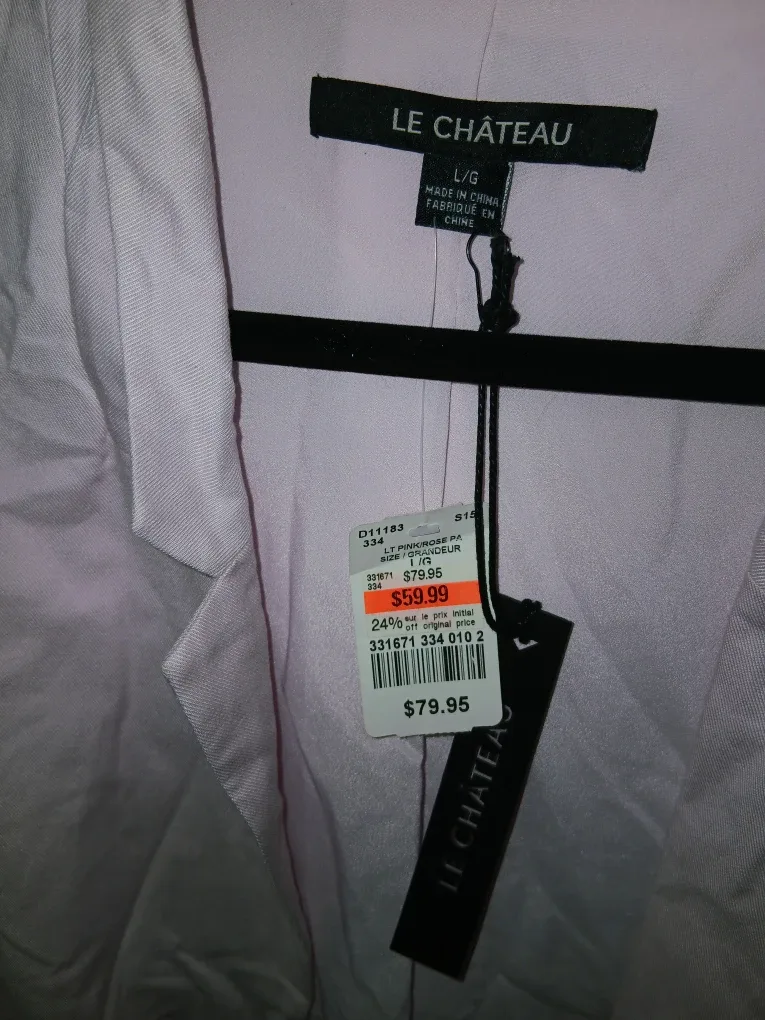 LE CHÂTEAU
L/G
MADE IN CHINA
FABRIQUÉ EN
CHINE
D11183 S15
334
LT PINK/ROSE PA
SIZE / GRANDEUR
L/G
331671 $79.95
334
$59.99
24% sur le prix initial
off original price
331671 334 010 2
$79.95
LE CHÂTEAU